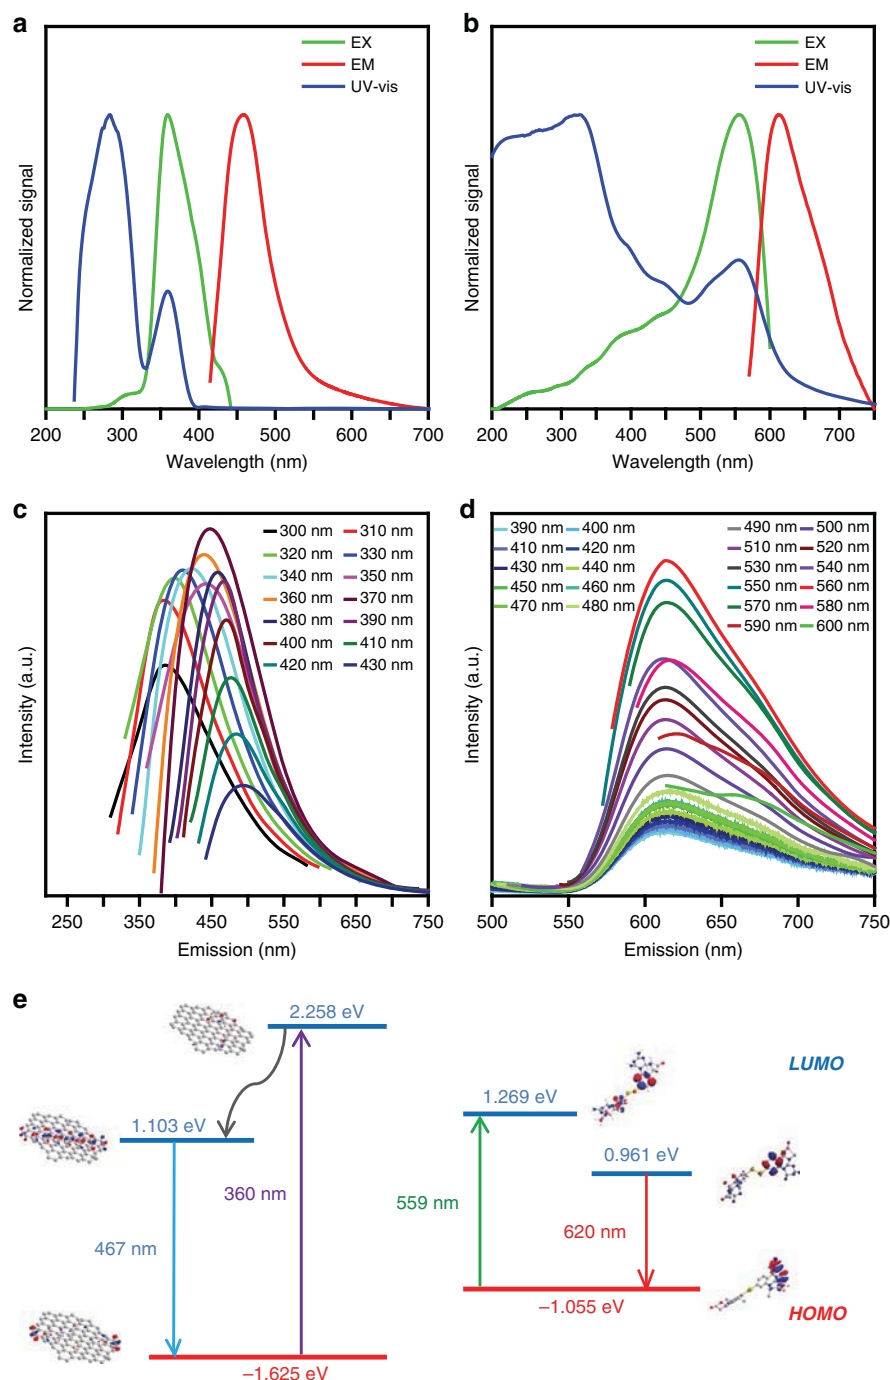 a
EX
EM
UV-vis
Normalized signal
200 300 400 500 600 700
Wavelength (nm)
b
EX
EM
UV-vis
Normalized signal
200 300 400 500 600 700
Wavelength (nm)
c
300 nm 310 nm
320 nm 330 nm
340 nm 350 nm
360 nm 370 nm
380 nm 390 nm
400 nm 410 nm
420 nm 430 nm
Intensity (a.u.)
250 350 450 550 650 750
Emission (nm)
d
390 nm 400 nm 490 nm 500 nm
410 nm 420 nm 510 nm 520 nm
430 nm 440 nm 530 nm 540 nm
450 nm 460 nm 550 nm 560 nm
470 nm 480 nm 570 nm 580 nm
590 nm 600 nm
Intensity (a.u.)
500 550 600 650 700 750
Emission (nm)
e
2.258 eV
1.103 eV
360 nm
467 nm
–1.625 eV
LUMO
1.269 eV
0.961 eV
559 nm
620 nm
–1.055 eV
HOMO